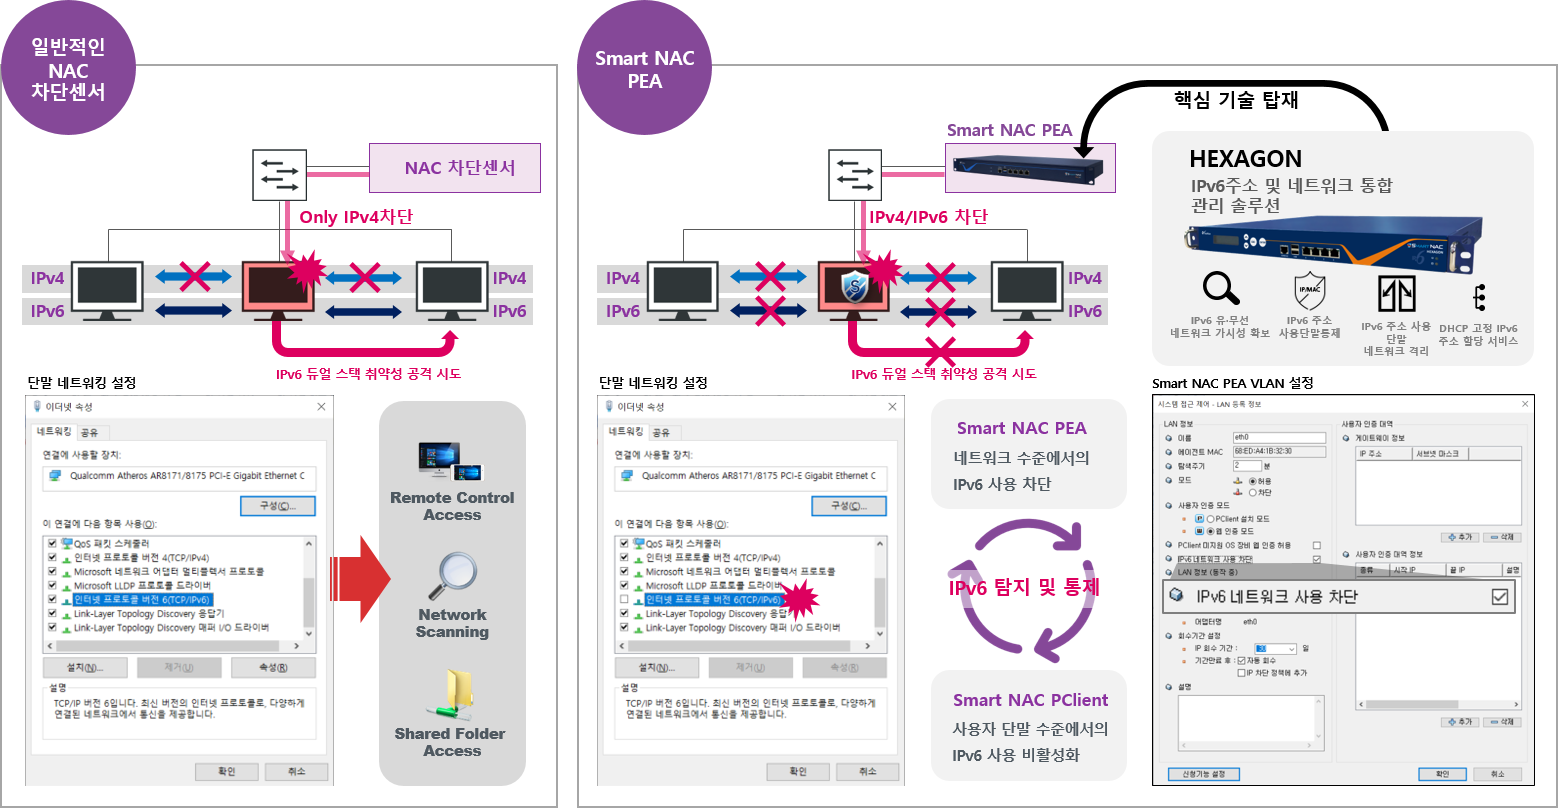 일반적인
NAC
차단센서
NAC 차단센서
Only IPv4차단
IPv4
IPv4
IPv6
IPv6
IPv6 듀얼 스택 취약성 공격 시도
단말 네트워킹 설정
이더넷 속성
네트워킹
공유
연결에 사용할 장치:
Qualcomm Atheros AR8171/8175 PCI-E Gigabit Ethernet C
구성(C)...
이 연결에 다음 항목 사용(O):
QoS 패킷 스케줄러
인터넷 프로토콜 버전 4(TCP/IPv4)
Microsoft 네트워크 어댑터 멀티플렉서 프로토콜
Microsoft LLDP 프로토콜 드라이버
인터넷 프로토콜 버전 6(TCP/IPv6)
Link-Layer Topology Discovery 응답기
Link-Layer Topology Discovery 매퍼 I/O 드라이버
설치(N)...
제거(U)
속성(R)
설명
TCP/IP 버전 6입니다. 최신 버전의 인터넷 프로토콜로, 다양하게
연결된 네트워크에서 통신을 제공합니다.
확인
취소
Remote Control
Access
Network
Scanning
Shared Folder
Access
Smart NAC
PEA
Smart NAC PEA
핵심 기술 탑재
IPv4/IPv6 차단
IPv4
IPv4
IPv6
IPv6
IPv6 듀얼 스택 취약성 공격 시도
HEXAGON
IPv6주소 및 네트워크 통합
관리 솔루션
SMART NAC
HEXAGON
IP/MAC
IPv6 유·무선
네트워크 가시성 확보
IPv6 주소
사용단말통제
IPv6 주소 사용
단말
네트워크 격리
DHCP 고정 IPv6
주소 할당 서비스
단말 네트워킹 설정
이더넷 속성
네트워킹
공유
연결에 사용할 장치:
Qualcomm Atheros AR8171/8175 PCI-E Gigabit Ethernet C
구성(C)...
이 연결에 다음 항목 사용(O):
QoS 패킷 스케줄러
인터넷 프로토콜 버전 4(TCP/IPv4)
Microsoft 네트워크 어댑터 멀티플렉서 프로토콜
Microsoft LLDP 프로토콜 드라이버
인터넷 프로토콜 버전 6(TCP/IPv6)
Link-Layer Topology Discovery 응답기
Link-Layer Topology Discovery 매퍼 I/O 드라이버
설치(N)...
제거(U)
속성(R)
설명
TCP/IP 버전 6입니다. 최신 버전의 인터넷 프로토콜로, 다양하게
연결된 네트워크에서 통신을 제공합니다.
확인
취소
Smart NAC PEA
네트워크 수준에서의
IPv6 사용 차단
IPv6 탐지 및 통제
Smart NAC PClient
사용자 단말 수준에서의
IPv6 사용 비활성화
Smart NAC PEA VLAN 설정
시스템 접근 제어 - LAN 등록 정보
LAN 정보
이름
eth0
에이전트 MAC
68:ED:A4:1B:32:30
탐색주기
2
분
모드
허용
차단
사용자 인증 모드
PClient 설치 모드
웹 인증 모드
PClient 미지원 OS 장비 웹 인증 허용
IPv6 네트워크 사용 차단
LAN 정보 (동작 중)
IPv6 네트워크 사용 차단
어댑터명
eth0
회수기간 설정
IP 회수 기간 :
30
일
기간만료 후 :
자동 회수
IP 차단 정책에 추가
설명
사용자 인증 대역
게이트웨이 정보
IP 주소
서브넷 마스크
추가
삭제
사용자 인증 대역 정보
종류
시작 IP
끝 IP
설명
추가
삭제
신청기능 설정
확인
취소